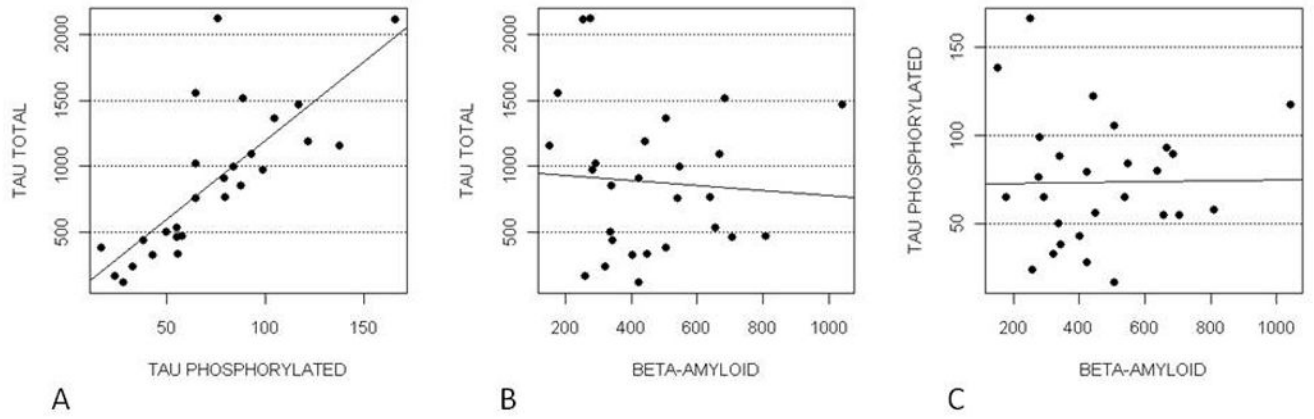 TAU TOTAL
500 1000 1500 2000
50 100 150
TAU PHOSPHORYLATED
A
TAU TOTAL
500 1000 1500 2000
200 400 600 800 1000
BETA-AMYLOID
B
TAU PHOSPHORYLATED
50 100 150
200 400 600 800 1000
BETA-AMYLOID
C